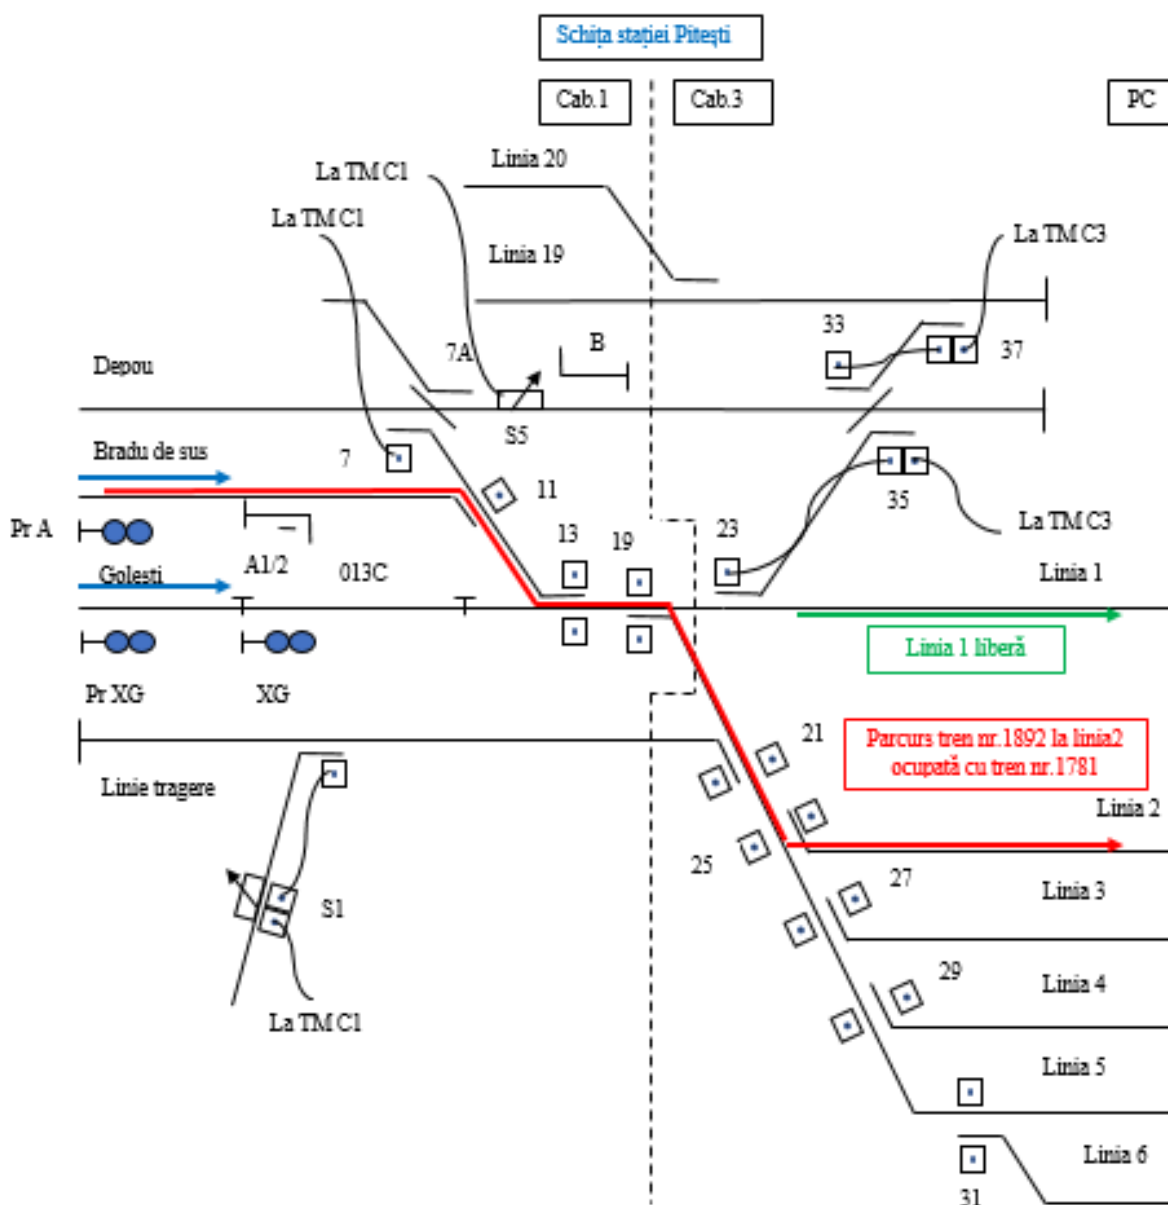 Schița stației Pitești
Cab.1
Cab.3
PC
Linia 20
La TM C1
La TM C1
La TM C3
Linia 19
33
B
7A
37
Depou
S5
Bradu de sus
7
11
35
Pr A
13
19
23
La TM C3
Golești
A1/2
013C
Linia 1
Linia 1 liberă
Pr XG
XG
21
Parcurs tren nr.1892 la linia2
ocupată cu tren nr.1781
Linie tragere
Linia 2
25
27
Linia 3
S1
29
Linia 4
La TM C1
Linia 5
Linia 6
31